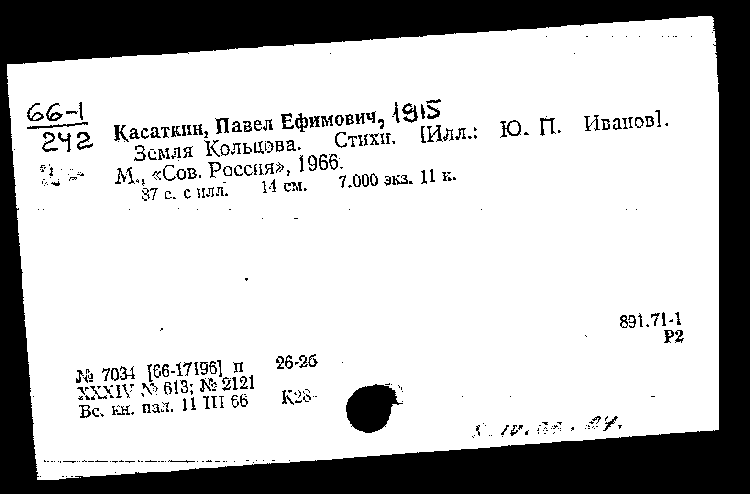 66-1
242
Касаткин, Павел Ефимович, 1915
Земля Кольцова. Стихи. [Илл.: Ю. П. Иванов].
М., «Сов. Россия», 1966.
87 с. с илл. 14 см. 7.000 экз. 11 к.
891.71-1
Р2
№ 7034 [66-17196] п 26-26
XXXIV № 613; № 2121
Вс. кн. пал. 11 III 66 К28-